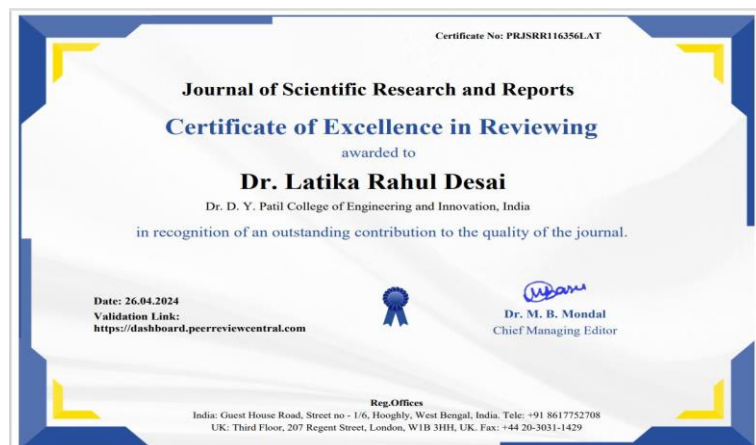 Certificate No: PRJSRR116356LAT
Journal of Scientific Research and Reports
Certificate of Excellence in Reviewing
awarded to
Dr. Latika Rahul Desai
Dr. D. Y. Patil College of Engineering and Innovation, India
in recognition of an outstanding contribution to the quality of the journal.
Date: 26.04.2024
Validation Link:
https://dashboard.peerreviewcentral.com
Dr. M. B. Mondal
Chief Managing Editor
Reg.Offices
India: Guest House Road, Street no - 1/6, Hooghly, West Bengal, India. Tele: +91 8617752708
UK: Third Floor, 207 Regent Street, London, W1B 3HH, UK. Fax: +44 20-3031-1429